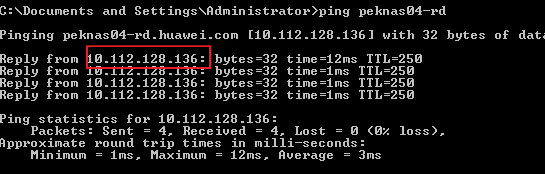 C:\Documents and Settings\Administrator>ping peknas04-rd
Pinging peknas04-rd.huawei.com [10.112.128.136] with 32 bytes of data
Reply from 10.112.128.136: bytes=32 time=12ms TTL=250
Reply from 10.112.128.136: bytes=32 time=1ms TTL=250
Reply from 10.112.128.136: bytes=32 time=1ms TTL=250
Reply from 10.112.128.136: bytes=32 time=1ms TTL=250
Ping statistics for 10.112.128.136:
Packets: Sent = 4, Received = 4, Lost = 0 (0% loss),
Approximate round trip times in milli-seconds:
Minimum = 1ms, Maximum = 12ms, Average = 3ms